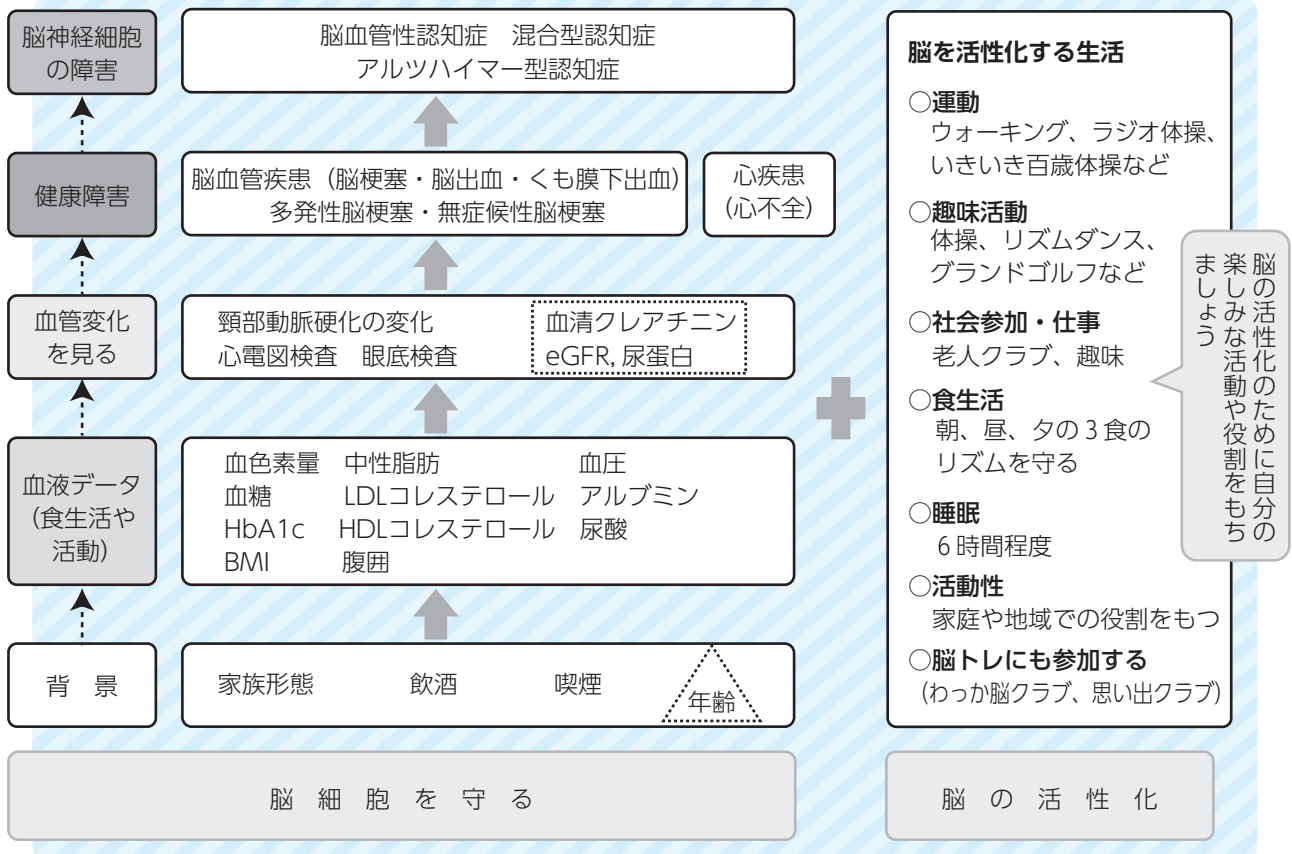 脳神経細胞
の障害
脳血管性認知症　混合型認知症
アルツハイマー型認知症
健康障害
脳血管疾患（脳梗塞・脳出血・くも膜下出血）
多発性脳梗塞・無症候性脳梗塞
心疾患
(心不全)
血管変化
を見る
頸部動脈硬化の変化
心電図検査　眼底検査
血清クレアチニン
eGFR, 尿蛋白
血液データ
(食生活や
活動)
血色素量　中性脂肪　血圧
血糖　LDLコレステロール　アルブミン
HbA1c　HDLコレステロール　尿酸
BMI　腹囲
背　景
家族形態　飲酒　喫煙　年齢
脳　細　胞　を　守　る
脳を活性化する生活
○運動
ウォーキング、ラジオ体操、
いきいき百歳体操など
○趣味活動
体操、リズムダンス、
グランドゴルフなど
○社会参加・仕事
老人クラブ、趣味
○食生活
朝、昼、夕の３食の
リズムを守る
○睡眠
６時間程度
○活動性
家庭や地域での役割をもつ
○脳トレにも参加する
（わっか脳クラブ、思い出クラブ）
脳の活性化のために自分の
楽しみな活動や役割をもち
ましょう
脳　の　活　性　化